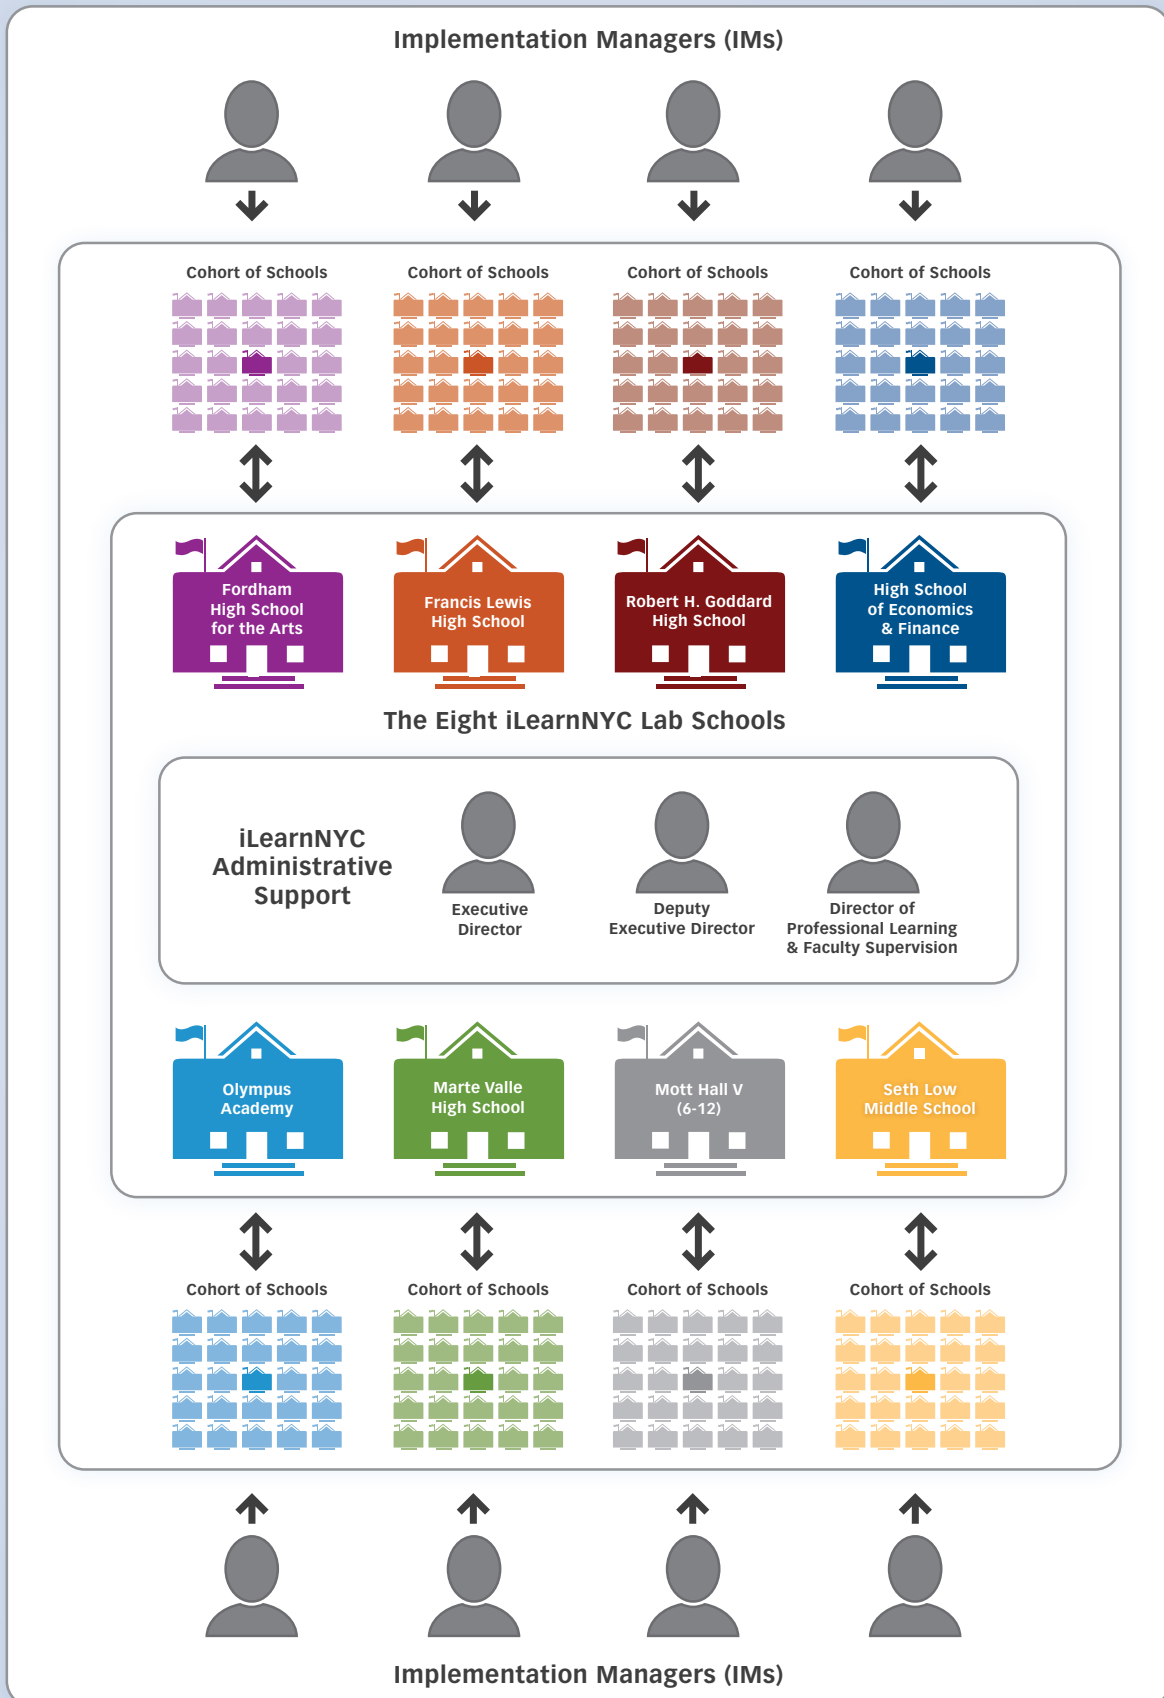 Implementation Managers (IMs)
Cohort of Schools
Cohort of Schools
Cohort of Schools
Cohort of Schools
Fordham
High School
for the Arts
Francis Lewis
High School
Robert H. Goddard
High School
High School
of Economics
& Finance
The Eight iLearnNYC Lab Schools
iLearnNYC
Administrative
Support
Executive
Director
Deputy
Executive Director
Director of
Professional Learning
& Faculty Supervision
Olympus
Academy
Marte Valle
High School
Mott Hall V
(6-12)
Seth Low
Middle School
Cohort of Schools
Cohort of Schools
Cohort of Schools
Cohort of Schools
Implementation Managers (IMs)